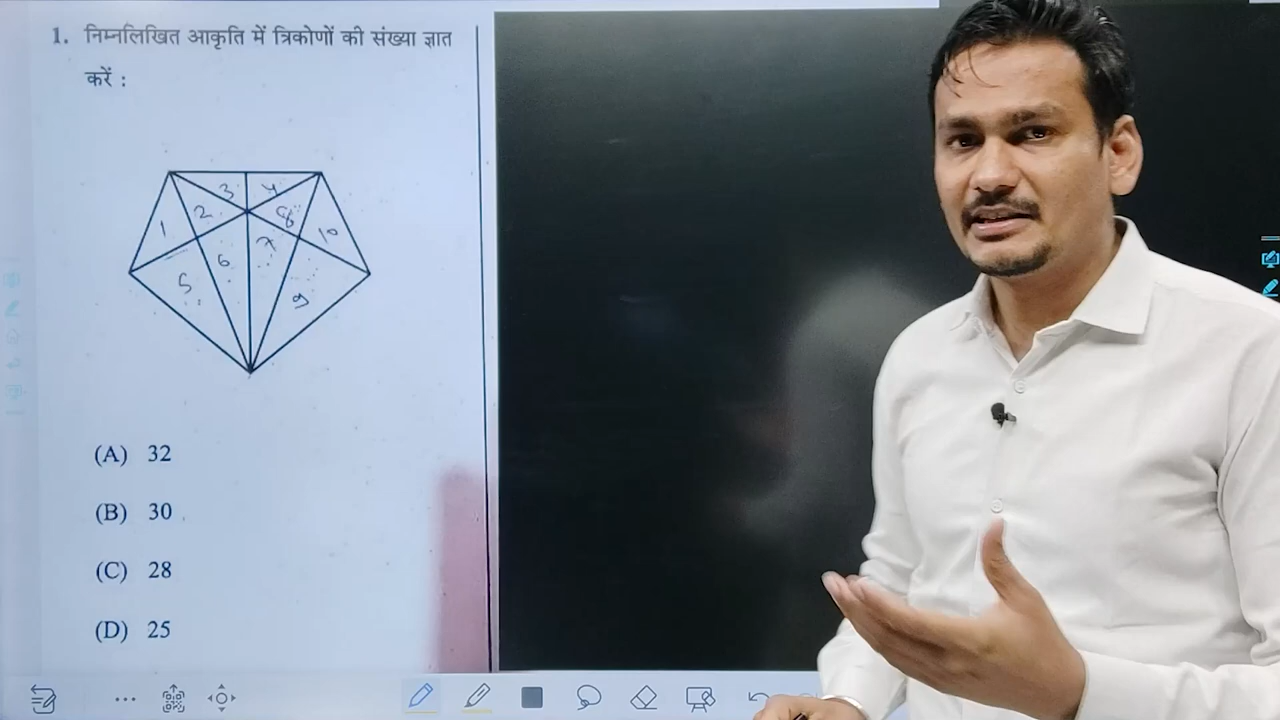 1. निम्नलिखित आकृति में त्रिकोणों की संख्या ज्ञात
करें :
3 4
2 8
1 10
7
6
5 9
(A) 32
(B) 30
(C) 28
(D) 25